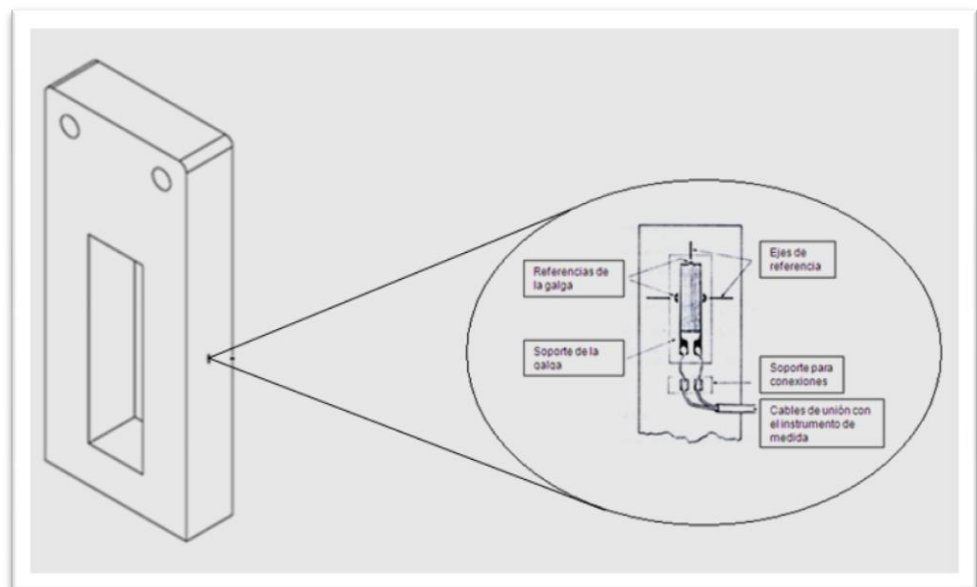 Referencias de
la galga
Ejes de
referencia
Soporte de la
galga
Soporte para
conexiones
Cables de unión con
el instrumento de
medida